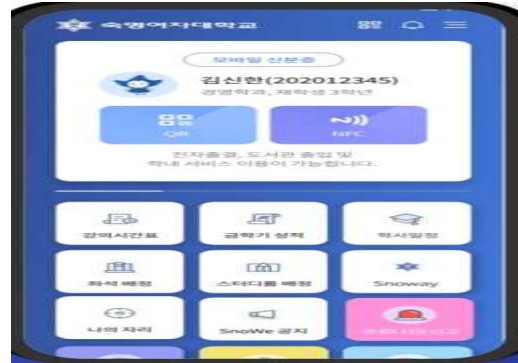 숙명여자대학교
모바일 신분증
김신한(202012345)
경영학과, 재학생 3학년
QR
NFC
전자출결, 도서관 출입 및
학내 서비스 이용이 가능합니다.
강의시간표
금학기 성적
학사일정
좌석 배정
스터디룸 배정
Snoway
나의 자리
SnoWe 공지